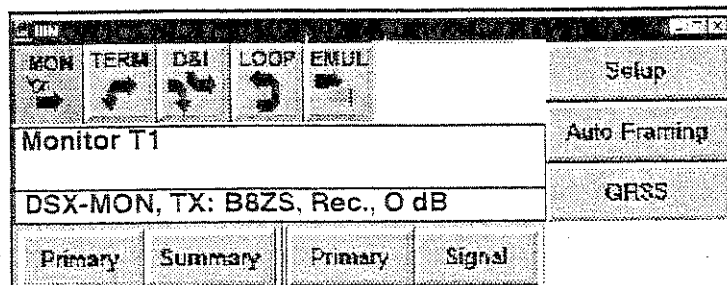 MON TERM D&I LOOP EMUL
Setup
Monitor T1
Auto Framing
DSX-MON, TX: B8ZS, Rec., O dB
QRSS
Primary Summary Primary Signal